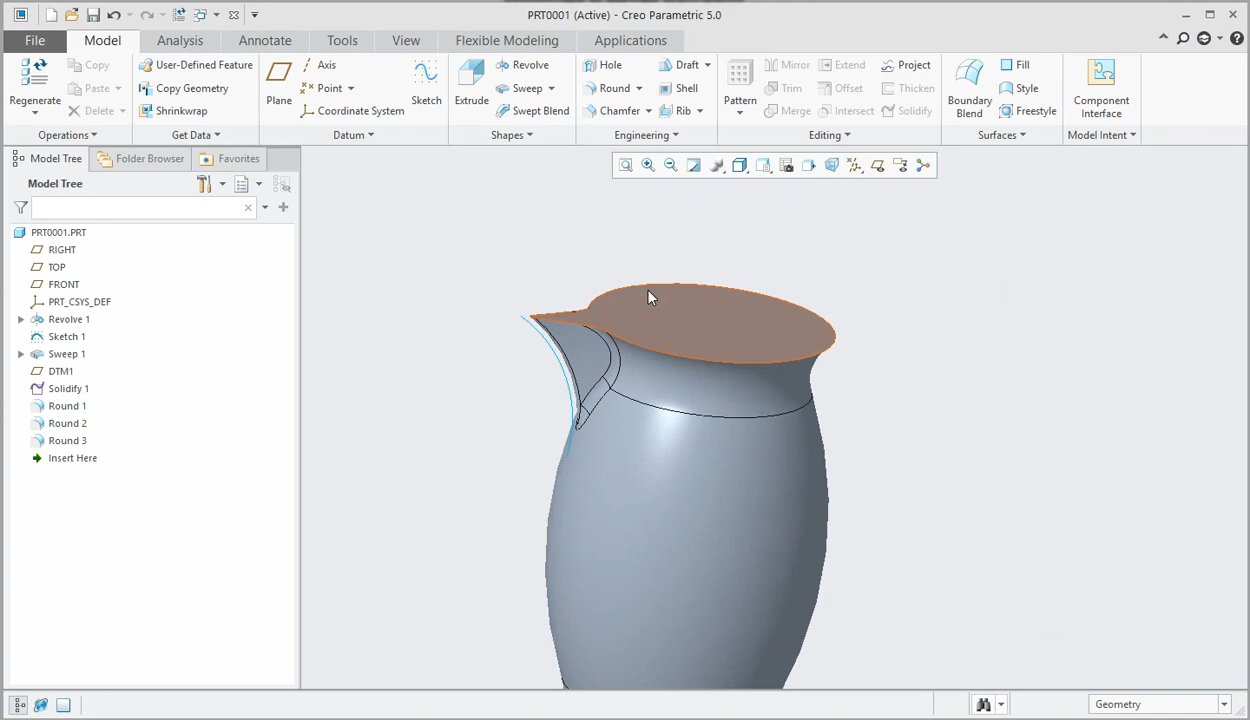 PRT0001 (Active) - Creo Parametric 5.0
File Model Analysis Annotate Tools View Flexible Modeling Applications
Regenerate
Copy
Paste
Delete
Operations
User-Defined Feature
Copy Geometry
Shrinkwrap
Get Data
Plane
Axis
Point
Coordinate System
Sketch
Datum
Extrude
Revolve
Sweep
Swept Blend
Shapes
Hole
Round
Chamfer
Draft
Shell
Rib
Engineering
Pattern
Mirror
Trim
Merge
Extend
Offset
Intersect
Project
Thicken
Solidify
Editing
Boundary
Blend
Fill
Style
Freestyle
Surfaces
Component
Interface
Model Intent
Model Tree Folder Browser Favorites
Model Tree
PRT0001.PRT
RIGHT
TOP
FRONT
PRT_CSYS_DEF
Revolve 1
Sketch 1
Sweep 1
DTM1
Solidify 1
Round 1
Round 2
Round 3
Insert Here
Geometry